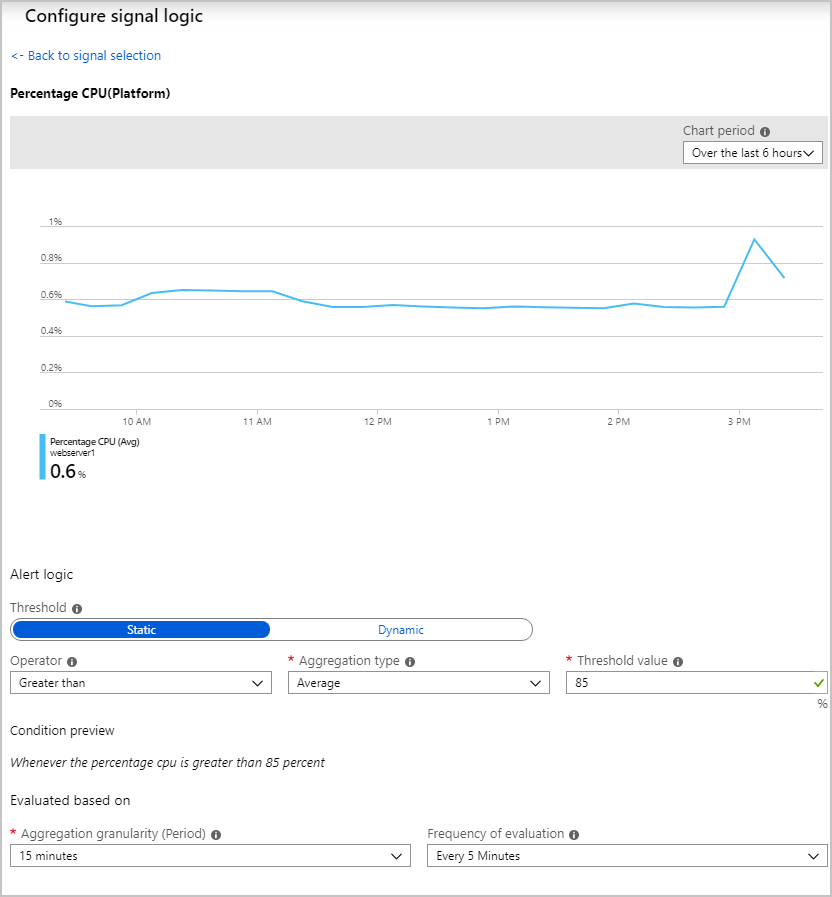 Configure signal logic
<- Back to signal selection
Percentage CPU(Platform)
Chart period
Over the last 6 hours
1%
0.8%
0.6%
0.4%
0.2%
0%
10 AM 11 AM 12 PM 1 PM 2 PM 3 PM
Percentage CPU (Avg)
webserver1
0.6 %
Alert logic
Threshold
Static Dynamic
Operator * Aggregation type * Threshold value
Greater than Average 85
%
Condition preview
Whenever the percentage cpu is greater than 85 percent
Evaluated based on
* Aggregation granularity (Period) Frequency of evaluation
15 minutes Every 5 Minutes